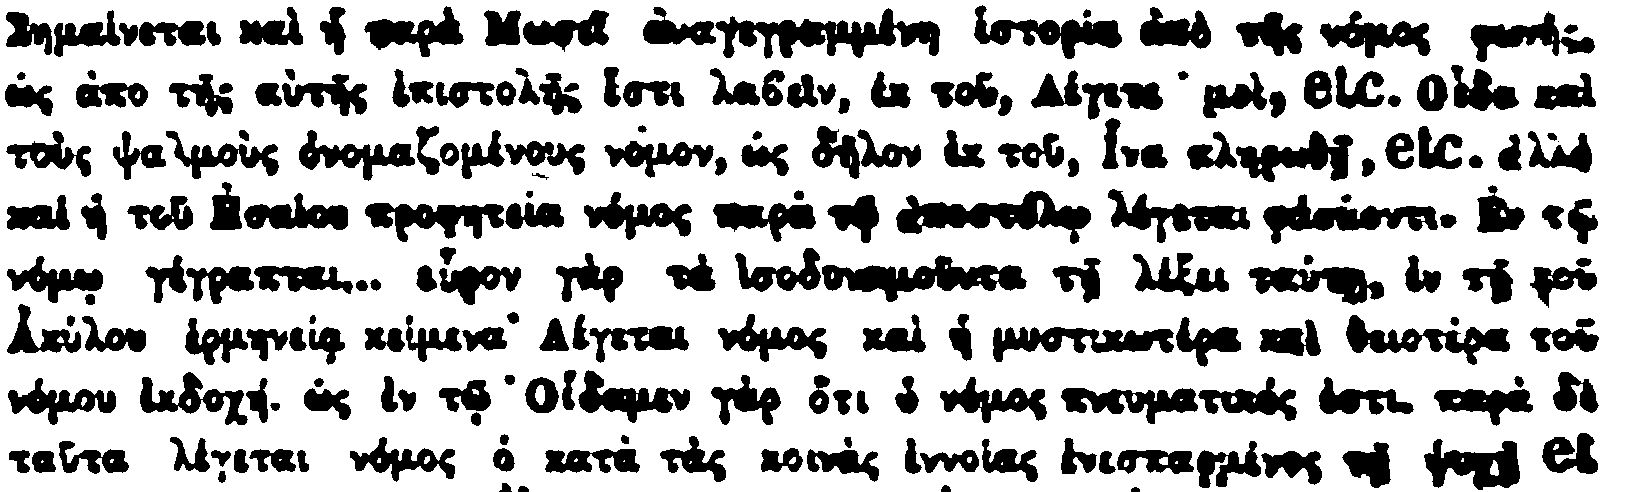 Σημαίνεται καὶ ἡ παρὰ Μωσεῖ ἀναγεγραμμένη ἱστορία ἀπὸ τῆς νόμος φωνῆς.
ὡς ἀπο τῆς αὐτῆς ἐπιστολῆς ἔστι λαβεῖν, ἐκ τοῦ, Λέγετέ μοι, etc. Οἶδα καὶ
τοὺς ψαλμοὺς ὀνομαζομένους νόμον, ὡς δῆλον ἐκ τοῦ, Ἵνα πληρωθῇ, etc. ἀλλὰ
καὶ ἡ τοῦ Ἠσαίου προφητεία νόμος παρὰ τῷ ἀποστόλῳ λέγεται φάσκοντι. Ἐν τῷ
νόμῳ γέγραπται... εὗρον γὰρ τὰ ἰσοδυναμοῦντα τῇ λέξει ταύτῃ, ἐν τῇ τοῦ
Ἀκύλου ἑρμηνείᾳ κείμενα· Λέγεται νόμος καὶ ἡ μυστικωτέρα καὶ θειοτέρα τοῦ
νόμου ἐκδοχή. ὡς ἐν τῷ· Οἴδαμεν γὰρ ὅτι ὁ νόμος πνευματικός ἐστι. παρὰ δὲ
ταῦτα λέγεται νόμος ὁ κατὰ τὰς κοινὰς ἐννοίας ἐνεσπαρμένος τῇ ψυχῇ et